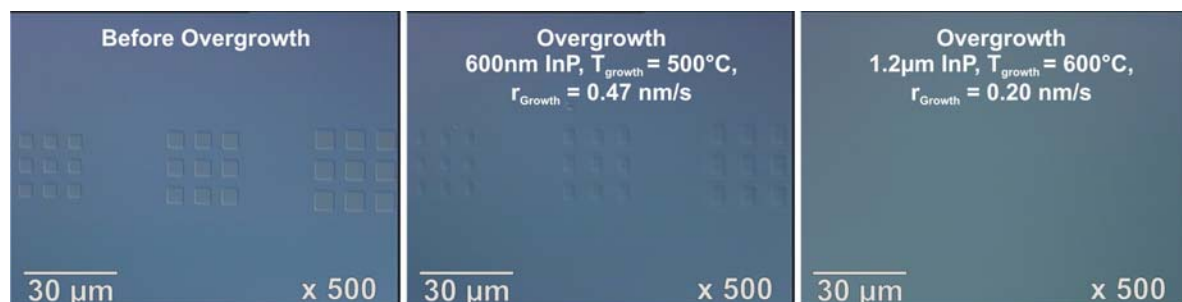 Before Overgrowth
30 µm
x 500
Overgrowth
600nm InP, Tgrowth = 500°C,
rGrowth = 0.47 nm/s
30 µm
x 500
Overgrowth
1.2µm InP, Tgrowth = 600°C,
rGrowth = 0.20 nm/s
30 µm
x 500